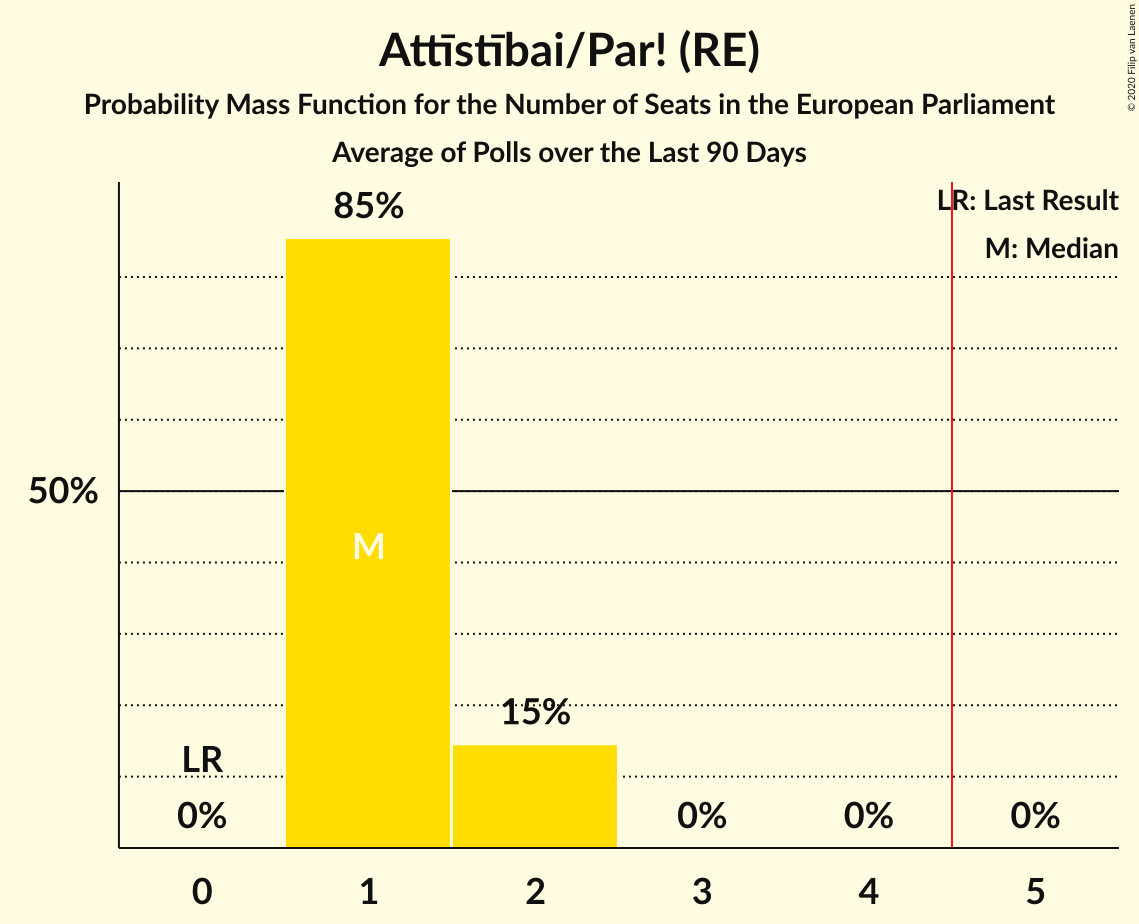 Attīstībai/Par! (RE)
Probability Mass Function for the Number of Seats in the European Parliament
Average of Polls over the Last 90 Days
© 2020 Filip van Laenen
LR: Last Result
M: Median
85%
50%
M
15%
LR
0%
0%
0%
0%
0
1
2
3
4
5